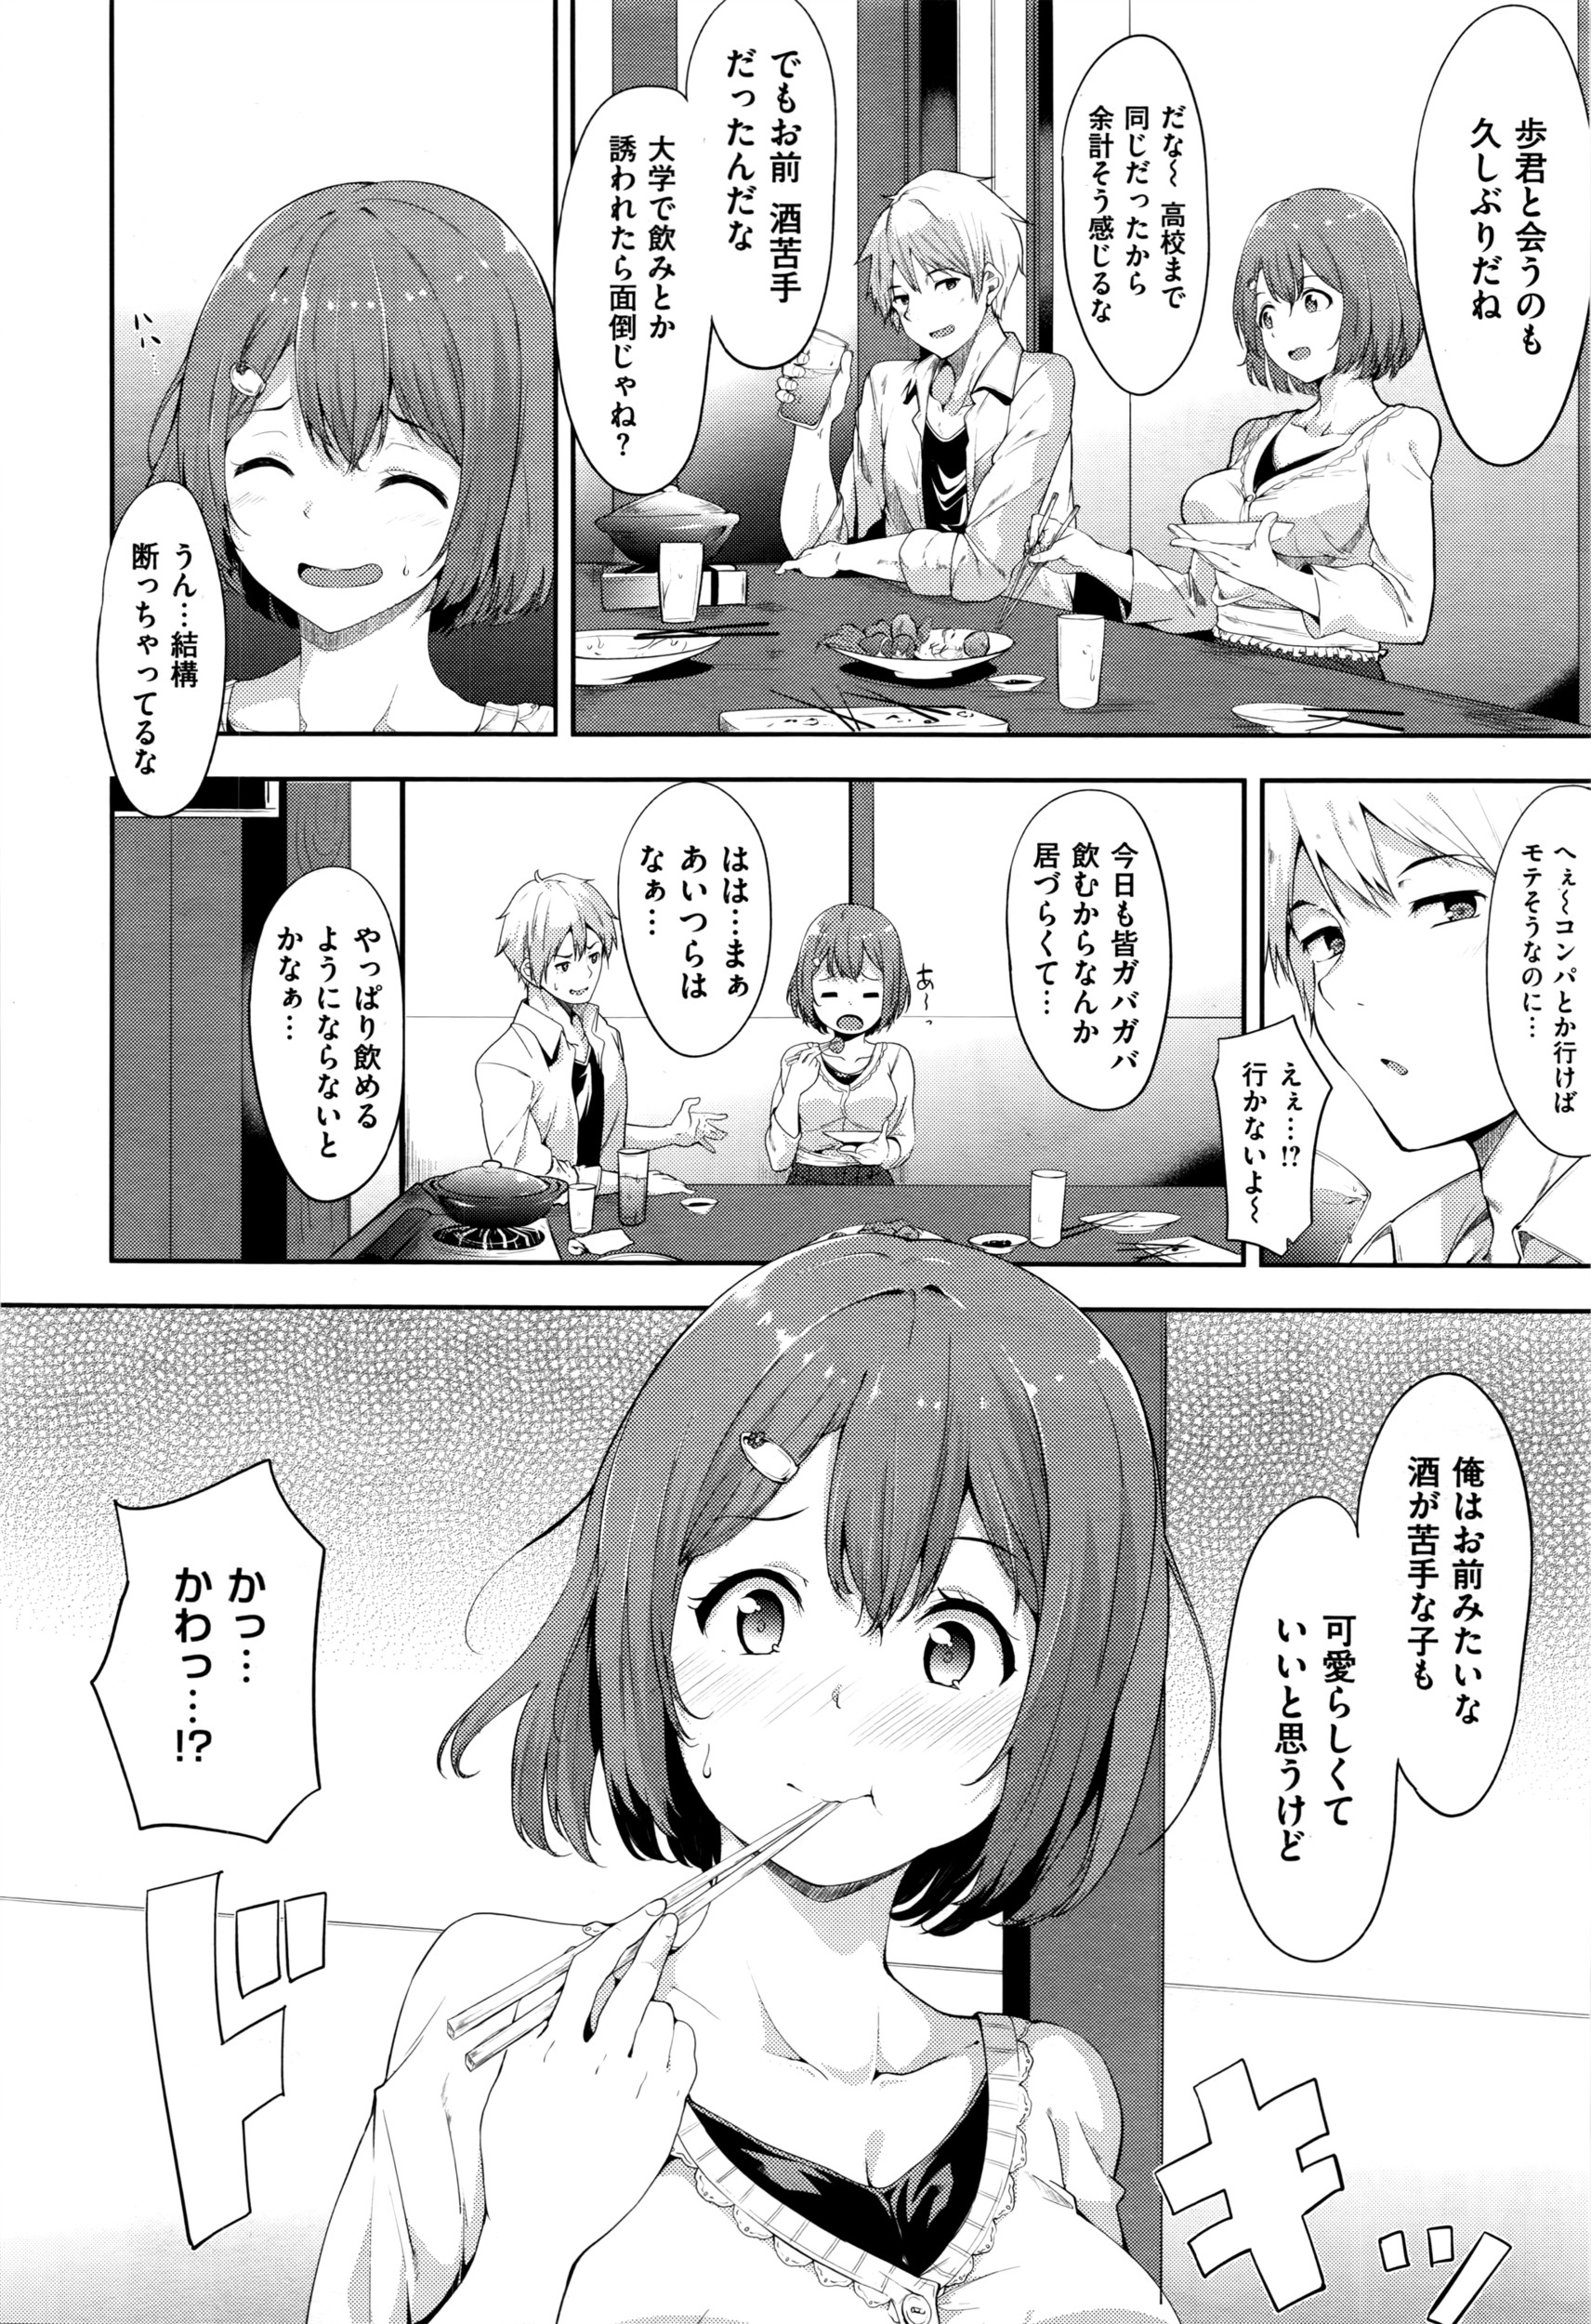 歩君と会うのも
久しぶりだね
だな〜 高校まで
同じだったから
余計そう感じるな
でもお前 酒苦手
だったんだな
大学で飲みとか
誘われたら面倒じゃね？
に
うん…結構
断っちゃってるな
へぇ〜コンパとか行けば
モテそうなのに…
えぇ…!?
行かないよ〜
今日も皆ガバガバ
飲むからなんか
居づらくて…
あ〜っ
はは…まぁ
あいつらは
なぁ…
やっぱり飲める
ようにならないと
かなぁ…
俺はお前みたいな
酒が苦手な子も
可愛らしくて
いいと思うけど
かっ…
かわっ…!?
ドキッ